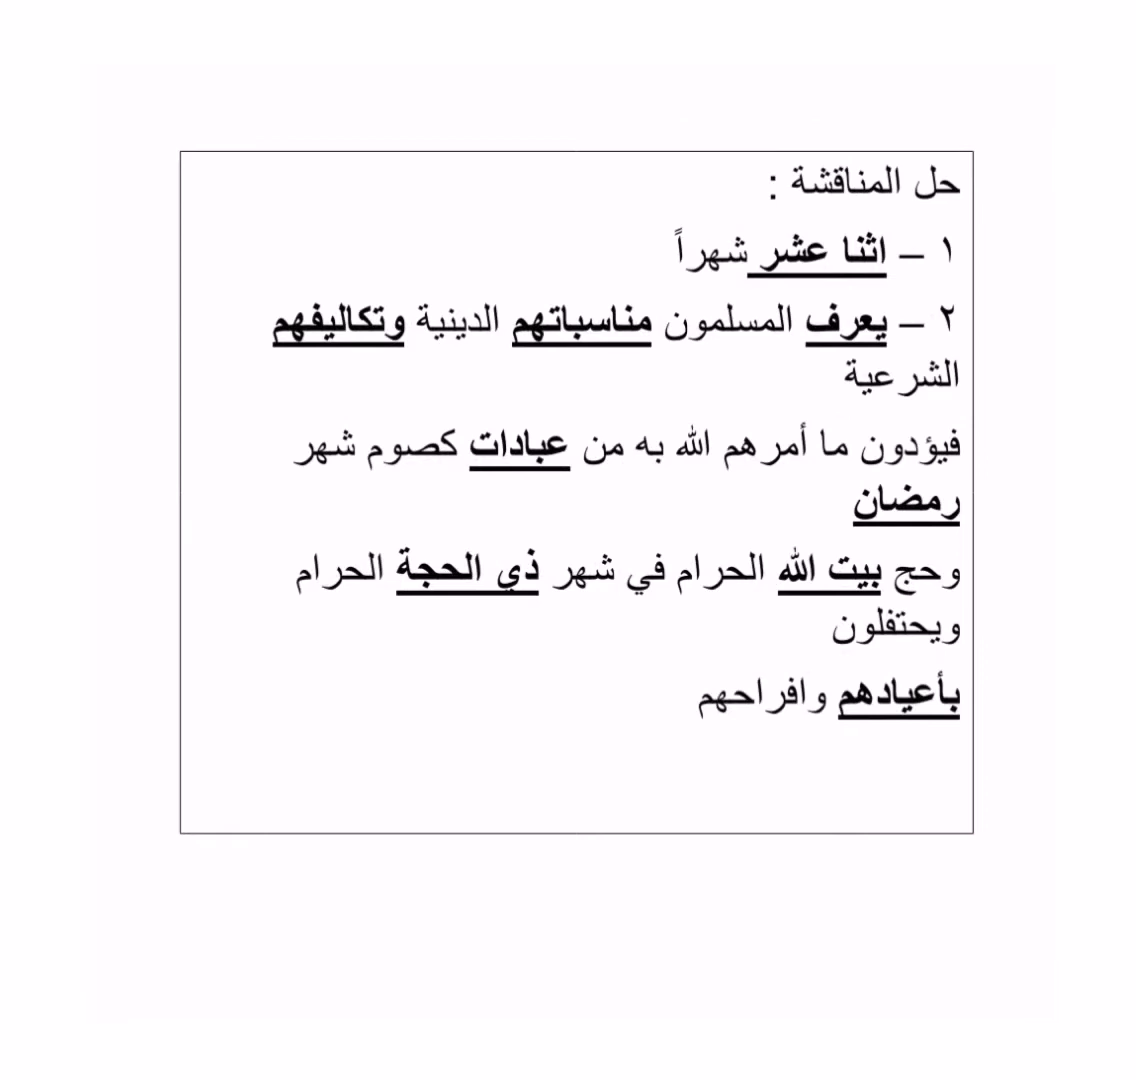 حل المناقشة :
١ – اثنا عشر شهراً
٢ – يعرف المسلمون مناسباتهم الدينية وتكاليفهم
الشرعية
فيؤدون ما أمرهم الله به من عبادات كصوم شهر
رمضان
وحج بيت الله الحرام في شهر ذي الحجة الحرام
ويحتفلون
بأعيادهم وافراحهم